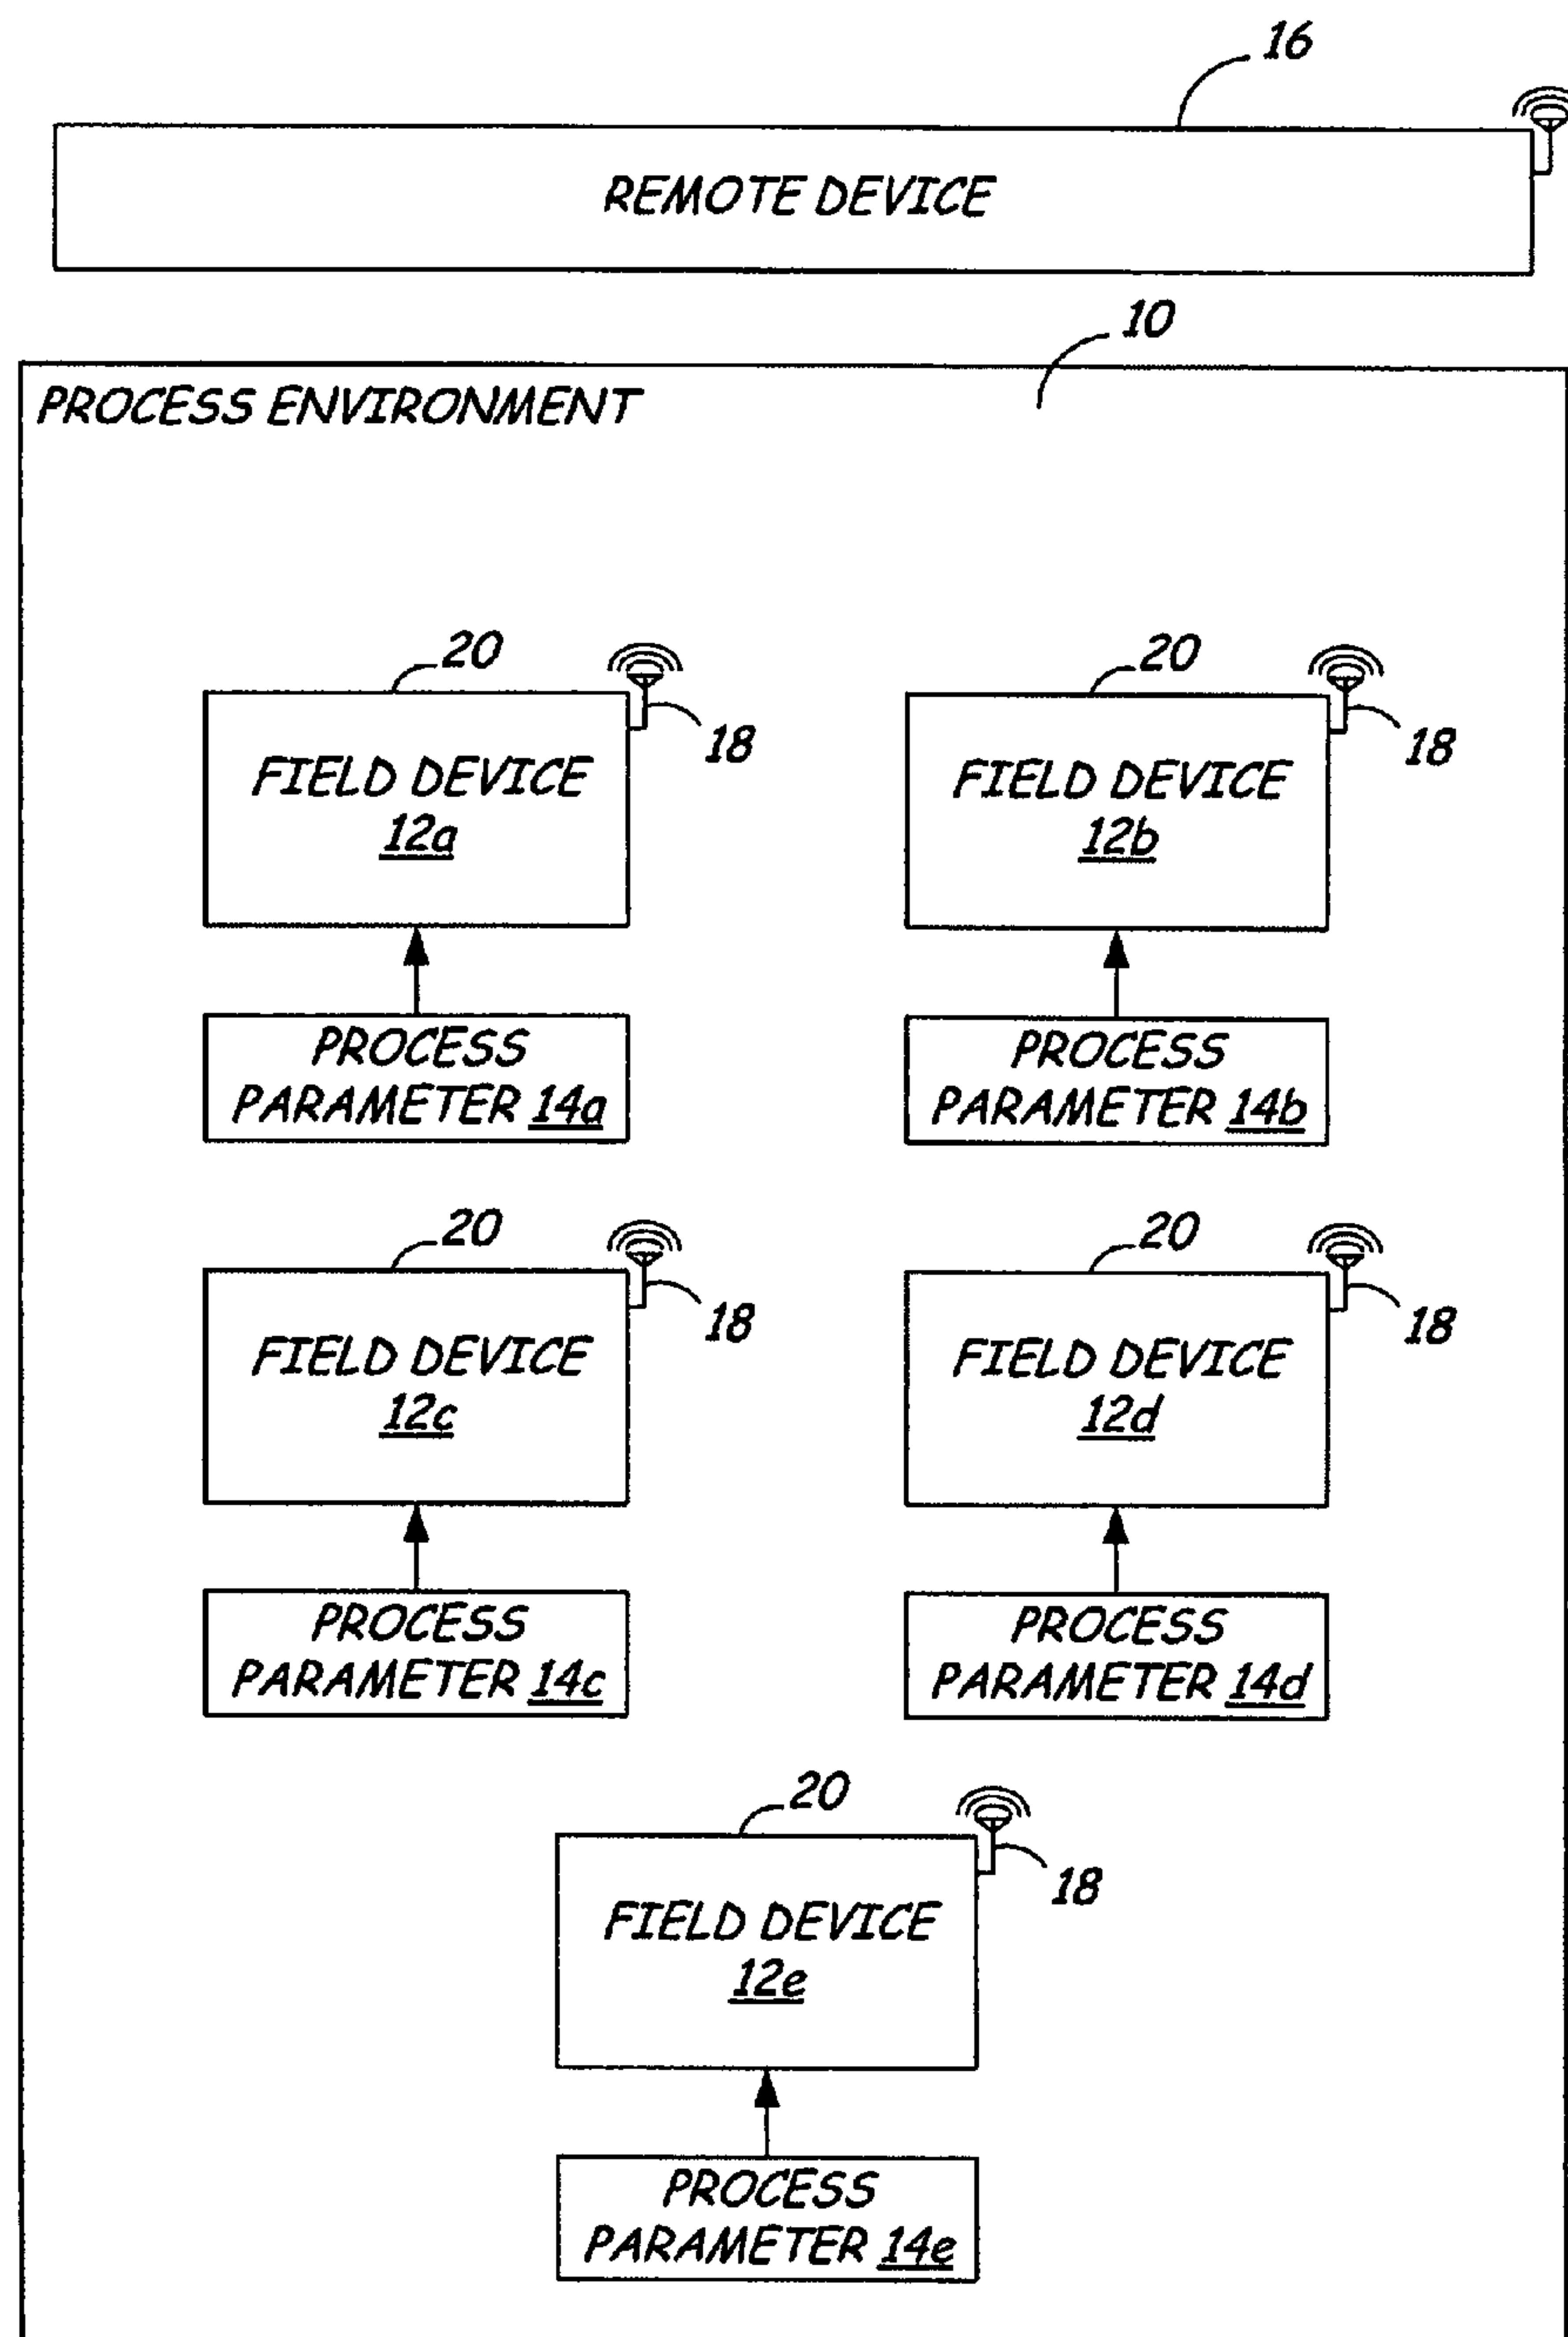 16
REMOTE DEVICE
10
PROCESS ENVIRONMENT
20
18
FIELD DEVICE
12a
PROCESS
PARAMETER 14a
20
18
FIELD DEVICE
12b
PROCESS
PARAMETER 14b
20
18
FIELD DEVICE
12c
PROCESS
PARAMETER 14c
20
18
FIELD DEVICE
12d
PROCESS
PARAMETER 14d
20
18
FIELD DEVICE
12e
PROCESS
PARAMETER 14e